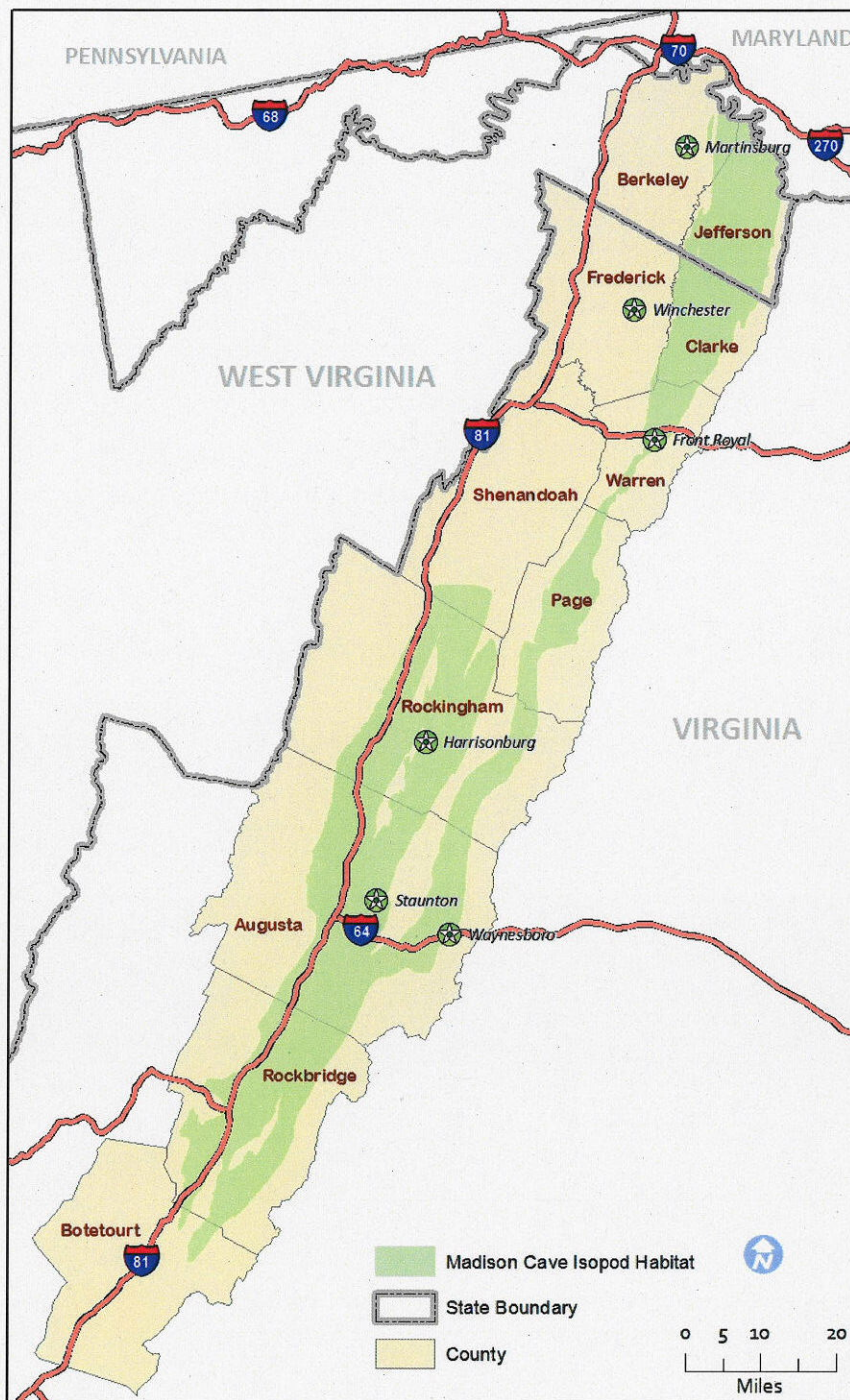 PENNSYLVANIA
MARYLAND
70
68
270
Martinsburg
Berkeley
Jefferson
Frederick
Winchester
Clarke
WEST VIRGINIA
81
Front Royal
Warren
Shenandoah
Page
Rockingham
VIRGINIA
Harrisonburg
Staunton
Augusta
64
Waynesboro
Rockbridge
Botetourt
81
Madison Cave Isopod Habitat
N
State Boundary
County
0 5 10 20
Miles